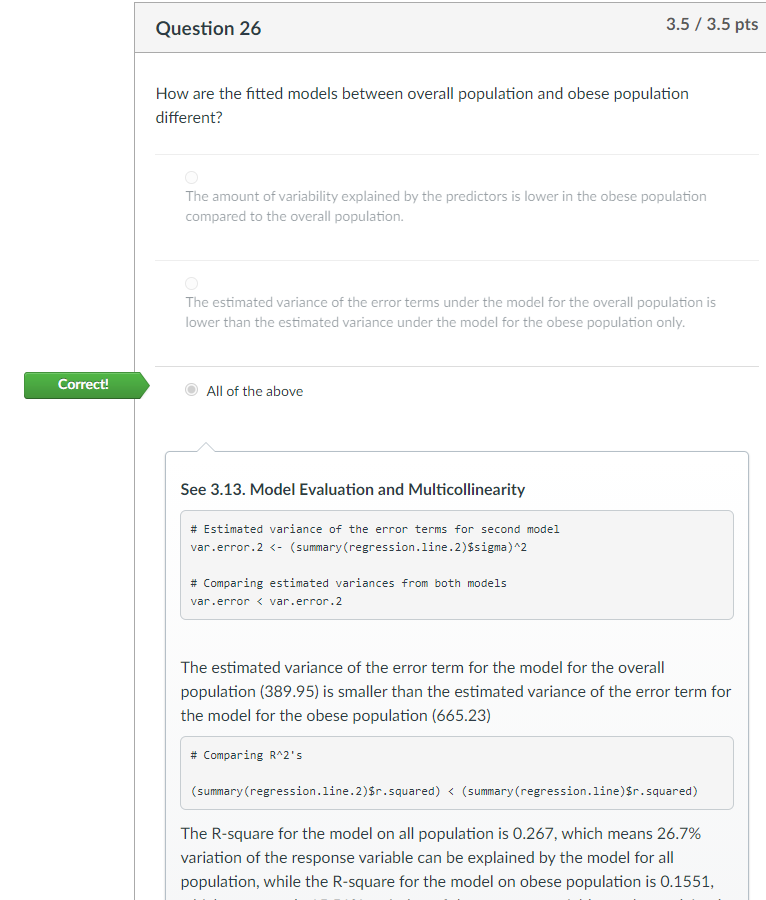 Question 26
3.5 / 3.5 pts
How are the fitted models between overall population and obese population
different?
The amount of variability explained by the predictors is lower in the obese population
compared to the overall population.
The estimated variance of the error terms under the model for the overall population is
lower than the estimated variance under the model for the obese population only.
Correct!
All of the above
See 3.13. Model Evaluation and Multicollinearity
# Estimated variance of the error terms for second model
var.error.2 <- (summary(regression.line.2)$sigma)^2
# Comparing estimated variances from both models
var.error < var.error.2
The estimated variance of the error term for the model for the overall
population (389.95) is smaller than the estimated variance of the error term for
the model for the obese population (665.23)
# Comparing R^2's
(summary(regression.line.2)$r.squared) < (summary(regression.line)$r.squared)
The R-square for the model on all population is 0.267, which means 26.7%
variation of the response variable can be explained by the model for all
population, while the R-square for the model on obese population is 0.1551,